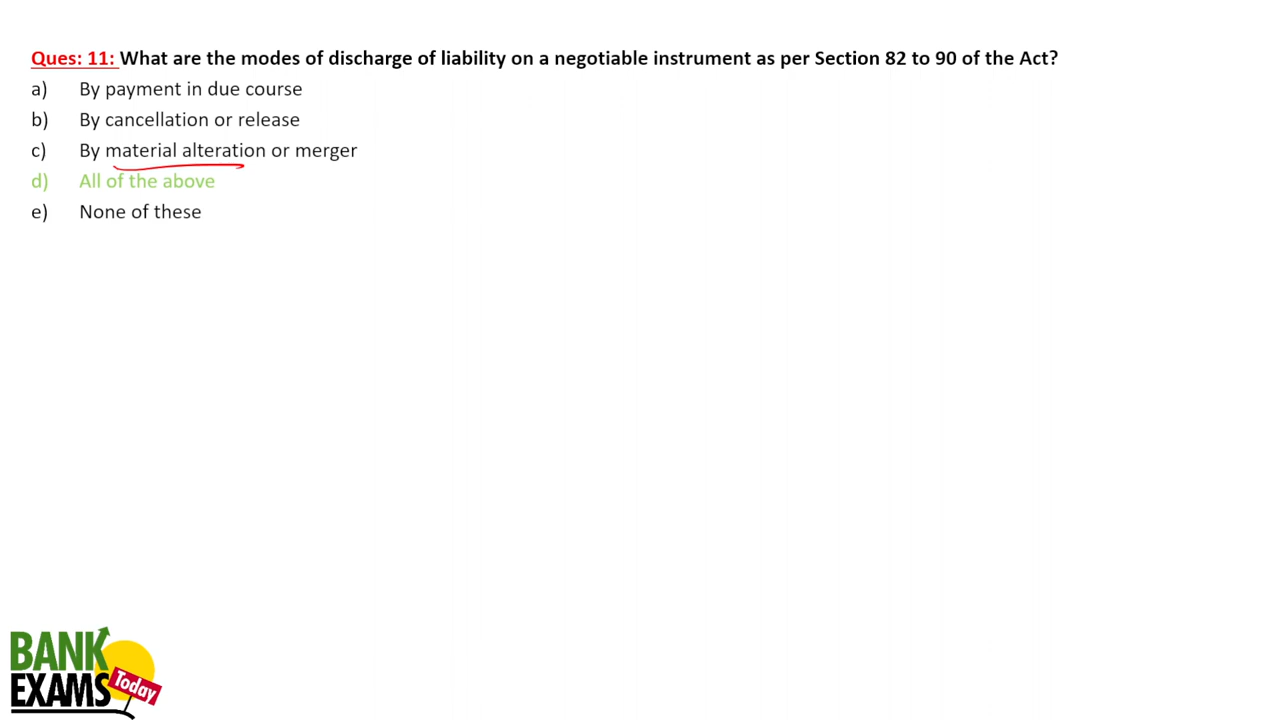 Ques: 11: What are the modes of discharge of liability on a negotiable instrument as per Section 82 to 90 of the Act?
a) By payment in due course
b) By cancellation or release
c) By material alteration or merger
d) All of the above
e) None of these
BANK
EXAMS
Today